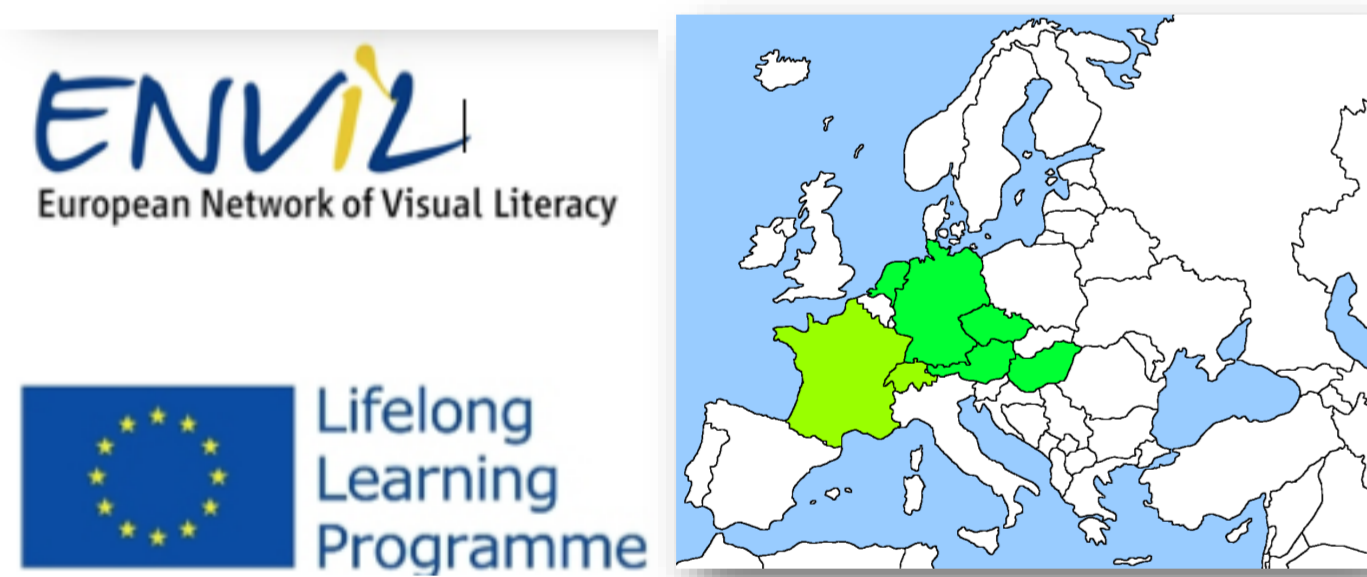 ENViL
European Network of Visual Literacy
Lifelong
Learning
Programme